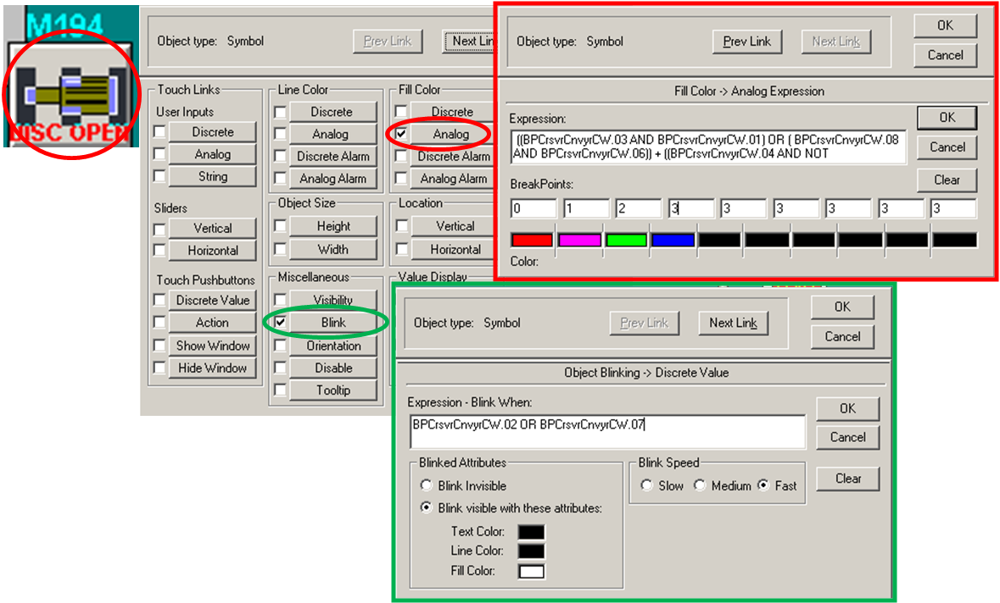 M194
DISC OPEN
Object type: Symbol
Prev Link
Next Lin
Touch Links
User Inputs
Discrete
Analog
String
Sliders
Vertical
Horizontal
Touch Pushbuttons
Discrete Value
Action
Show Window
Hide Window
Line Color
Discrete
Analog
Discrete Alarm
Analog Alarm
Object Size
Height
Width
Miscellaneous
Visibility
Blink
Orientation
Disable
Tooltip
Fill Color
Discrete
Analog
Discrete Alarm
Analog Alarm
Location
Vertical
Horizontal
Value Display
Object type: Symbol
Prev Link
Next Link
OK
Cancel
Fill Color -> Analog Expression
Expression:
((BPCrsvrCnvyrCW.03 AND BPCrsvrCnvyrCW.01) OR ( BPCrsvrCnvyrCW.08
AND BPCrsvrCnvyrCW.06)) + ((BPCrsvrCnvyrCW.04 AND NOT
OK
Cancel
Clear
BreakPoints:
0 1 2 3 3 3 3 3 3
Color:
Object type: Symbol
Prev Link
Next Link
OK
Cancel
Object Blinking -> Discrete Value
Expression - Blink When:
BPCrsvrCnvyrCW.02 OR BPCrsvrCnvyrCW.07
OK
Cancel
Clear
Blinked Attributes
Blink Invisible
Blink visible with these attributes:
Text Color:
Line Color:
Fill Color:
Blink Speed
Slow Medium Fast